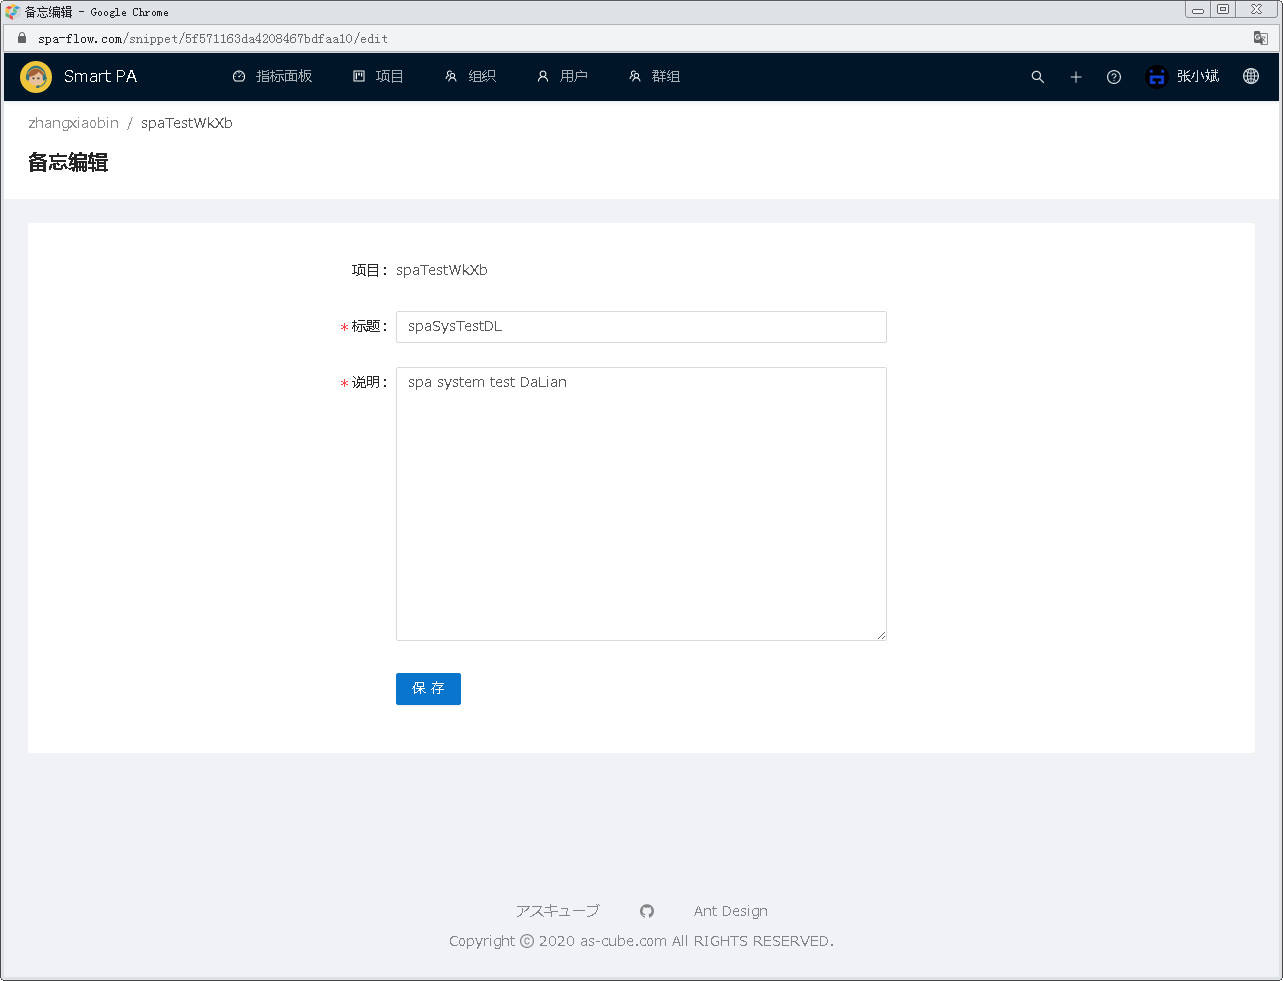 备忘编辑 - Google Chrome
spa-flow.com/snippet/5f571163da4208467bdfaa10/edit
Smart PA 指标面板 项目 组织 用户 群组 张小斌
zhangxiaobin / spaTestWkXb
备忘编辑
项目: spaTestWkXb
* 标题: spaSysTestDL
* 说明: spa system test DaLian
保 存
アスキューブ Ant Design
Copyright © 2020 as-cube.com All RIGHTS RESERVED.